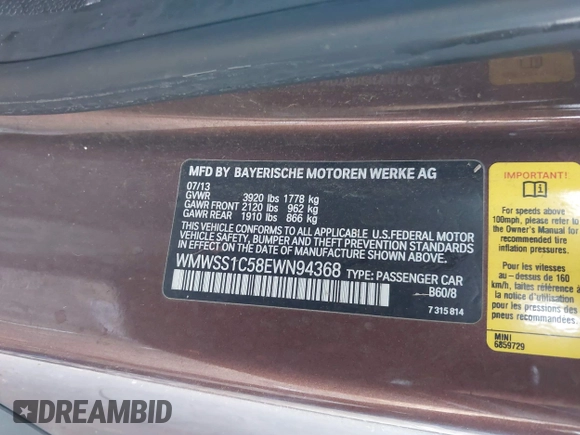 MFD BY BAYERISCHE MOTOREN WERKE AG
07/13
GVWR 3920 lbs 1778 kg
GAWR FRONT 2120 lbs 962 kg
GAWR REAR 1910 lbs 866 kg
THIS VEHICLE CONFORMS TO ALL APPLICABLE U.S.FEDERAL MOTOR
VEHICLE SAFETY, BUMPER AND THEFT PREVENTION STANDARDS
IN EFFECT ON THE DATE OF MANUFACTURE SHOWN ABOVE.
WMWSS1C58EWN94368 TYPE: PASSENGER CAR
B60/8
7 315 814
IMPORTANT!
For speeds above
100mph, please refer to
the Owner's Manual for
recommended tire
inflation pressures.
Pour les vitesses
au-dessus de 160
km/h, faites référence à
la notice d'utilisation
pour les pressions des
pneus recommandé
MINI
6859729
DREAMBID